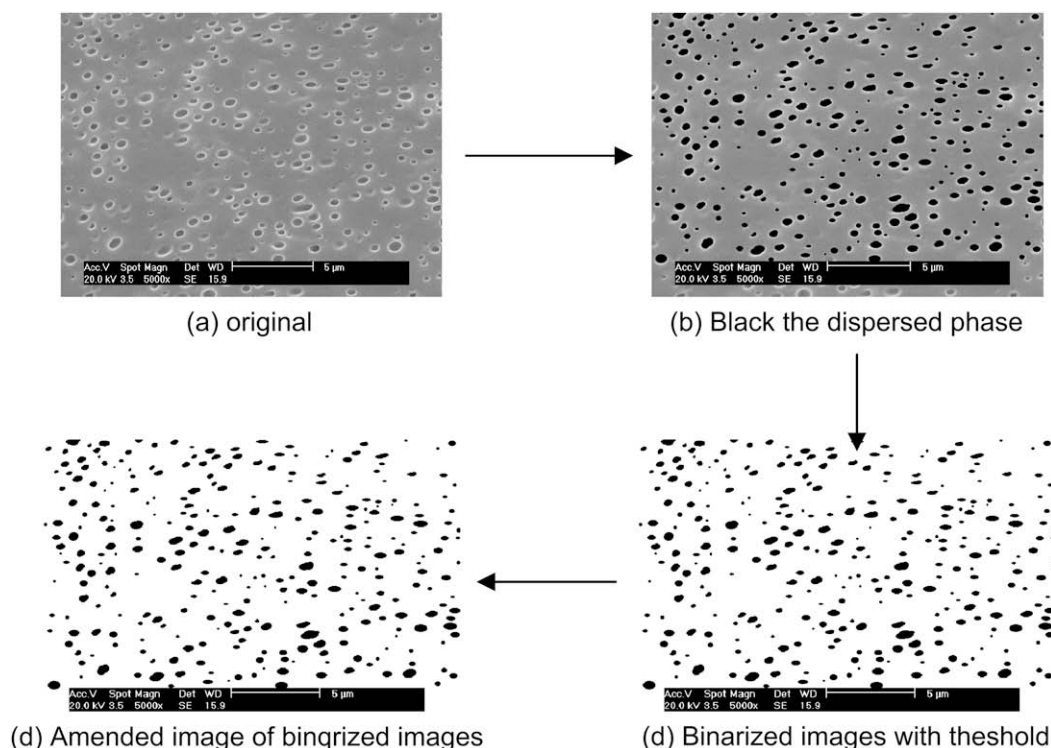 Acc.V Spot Magn Det WD 5 µm
20.0 kV 3.5 5000x SE 15.9
(a) original
Acc.V Spot Magn Det WD 5 µm
20.0 kV 3.5 5000x SE 15.9
(b) Black the dispersed phase
Acc.V Spot Magn Det WD 5 µm
20.0 kV 3.5 5000x SE 15.9
(d) Amended image of bingrized images
Acc.V Spot Magn Det WD 5 µm
20.0 kV 3.5 5000x SE 15.9
(d) Binarized images with theshold